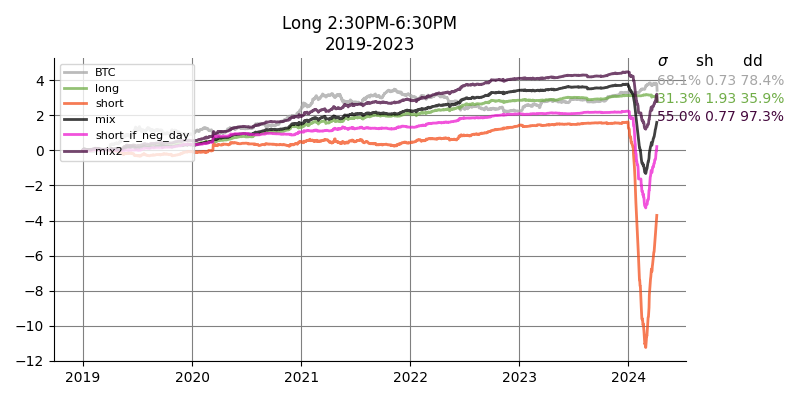 Long 2:30PM-6:30PM
2019-2023
σ sh dd
68.1% 0.73 78.4%
31.3% 1.93 35.9%
55.0% 0.77 97.3%
BTC
long
short
mix
short_if_neg_day
mix2
4
2
0
−2
−4
−6
−8
−10
−12
2019 2020 2021 2022 2023 2024